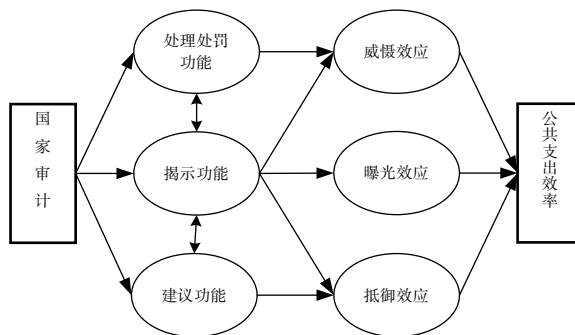 国家审计
处理处罚
功能
揭示功能
建议功能
威慑效应
曝光效应
抵御效应
公共支出效率